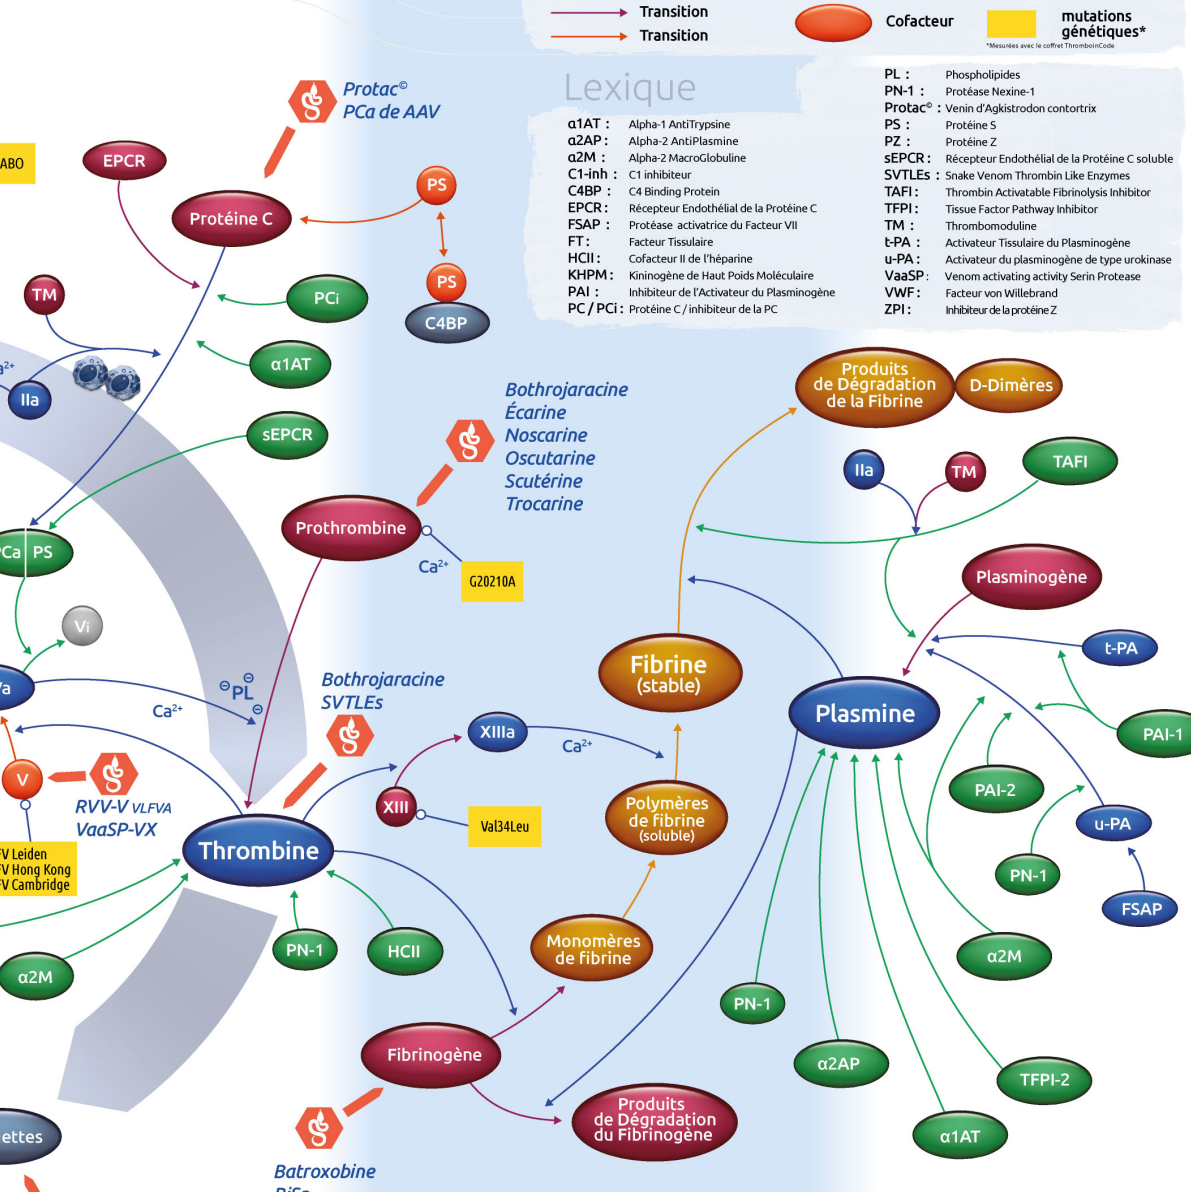 Transition
Transition
Cofacteur
mutations
génétiques*
*Mesurées avec le coffret ThromboInCode
Lexique
α1AT : Alpha-1 AntiTrypsine
α2AP : Alpha-2 AntiPlasmine
α2M : Alpha-2 MacroGlobuline
C1-inh : C1 inhibiteur
C4BP : C4 Binding Protein
EPCR : Récepteur Endothélial de la Protéine C
FSAP : Protéase activatrice du Facteur VII
FT : Facteur Tissulaire
HCII : Cofacteur II de l'héparine
KHPM : Kininogène de Haut Poids Moléculaire
PAI : Inhibiteur de l'Activateur du Plasminogène
PC / PCi : Protéine C / inhibiteur de la PC
PL : Phospholipides
PN-1 : Protéase Nexine-1
Protac© : Venin d'Agkistrodon contortrix
PS : Protéine S
PZ : Protéine Z
sEPCR : Récepteur Endothélial de la Protéine C soluble
SVTLEs : Snake Venom Thrombin Like Enzymes
TAFI : Thrombin Activatable Fibrinolysis Inhibitor
TFPI : Tissue Factor Pathway Inhibitor
TM : Thrombomoduline
t-PA : Activateur Tissulaire du Plasminogène
u-PA : Activateur du plasminogène de type urokinase
VaaSP : Venom activating activity Serin Protease
VWF : Facteur von Willebrand
ZPI : Inhibiteur de la protéine Z
Protac©
PCa de AAV
ABO
EPCR
Protéine C
PS
PS
C4BP
TM
PCi
α1AT
a2+
IIa
sEPCR
Ca PS
Vi
Va
⊖PL⊖
⊖
Ca2+
V
RVV-V VLFVA
VaaSP-VX
FV Leiden
FV Hong Kong
FV Cambridge
Bothrojaracine
Écarine
Noscarine
Oscutarine
Scutérine
Trocarine
Prothrombine
Ca2+
G20210A
Bothrojaracine
SVTLEs
XIIIa
Ca2+
XIII
Val34Leu
Thrombine
PN-1
HCII
α2M
ettes
Fibrinogène
Batroxobine
Produits
de Dégradation
du Fibrinogène
Monomères
de fibrine
Polymères
de fibrine
(soluble)
Fibrine
(stable)
Produits
de Dégradation
de la Fibrine
D-Dimères
IIa
TM
TAFI
Plasminogène
t-PA
Plasmine
PAI-1
PAI-2
u-PA
PN-1
FSAP
α2M
PN-1
α2AP
TFPI-2
α1AT